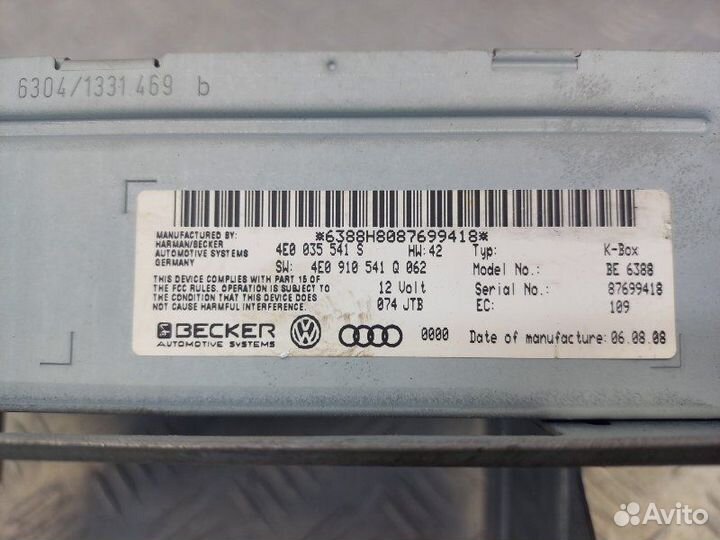 6304/1331.469 b
*6388H8087699418*
MANUFACTURED BY:
HARMAN/BECKER
AUTOMOTIVE SYSTEMS
GERMANY
4E0 035 541 S HW:42 Typ: K-Box
SW: 4E0 910 541 Q 062 Model No.: BE 6388
THIS DEVICE COMPLIES WITH PART 15 OF
THE FCC RULES. OPERATION IS SUBJECT TO
THE CONDITION THAT THIS DEVICE DOES
NOT CAUSE HARMFUL INTERFERENCE.
12 Volt Serial No.: 87699418
074 JTB EC: 109
BECKER
AUTOMOTIVE SYSTEMS
0000 Date of manufacture: 06.08.08
Avito